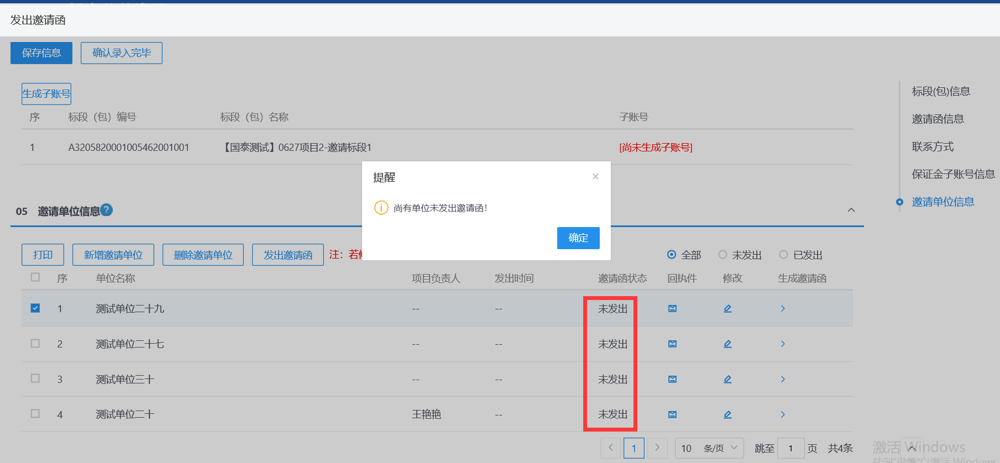 发出邀请函
保存信息 确认录入完毕
生成子账号
序 标段（包）编号 标段（包）名称 子账号
1 A3205820001005462001001 【国泰测试】0627项目2-邀请标段1 [尚未生成子账号]
标段(包)信息
邀请函信息
联系方式
保证金子账号信息
邀请单位信息
提醒
尚有单位未发出邀请函！
确定
05 邀请单位信息
打印 新增邀请单位 删除邀请单位 发出邀请函 注：若 全部 未发出 已发出
序 单位名称 项目负责人 发出时间 邀请函状态 回执件 修改 生成邀请函
1 测试单位二十九 -- -- 未发出
2 测试单位二十七 -- -- 未发出
3 测试单位三十 -- -- 未发出
4 测试单位二十 王艳艳 -- 未发出
1 10 条/页 跳至 1 页 共4条
激活 Windows
转到"设置"以激活 Windows